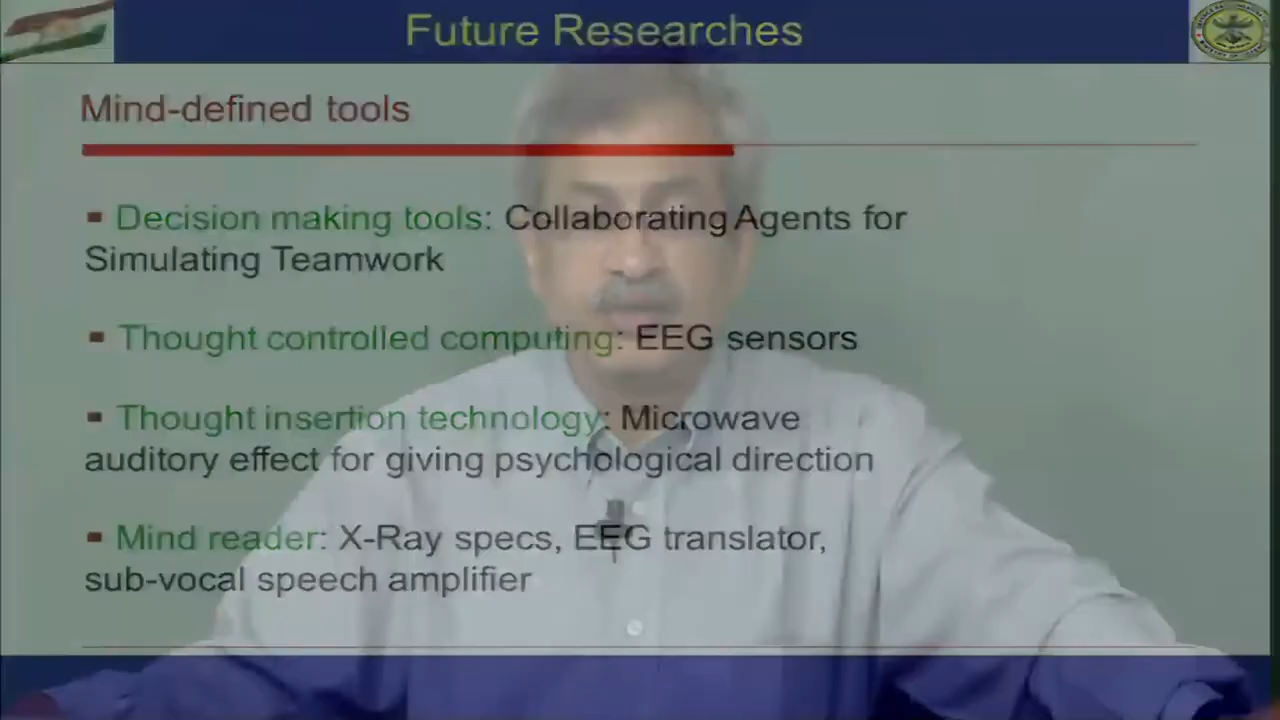 Future Researches
Mind-defined tools
▪ Decision making tools: Collaborating Agents for
Simulating Teamwork
▪ Thought controlled computing: EEG sensors
▪ Thought insertion technology: Microwave
auditory effect for giving psychological direction
▪ Mind reader: X-Ray specs, EEG translator,
sub-vocal speech amplifier